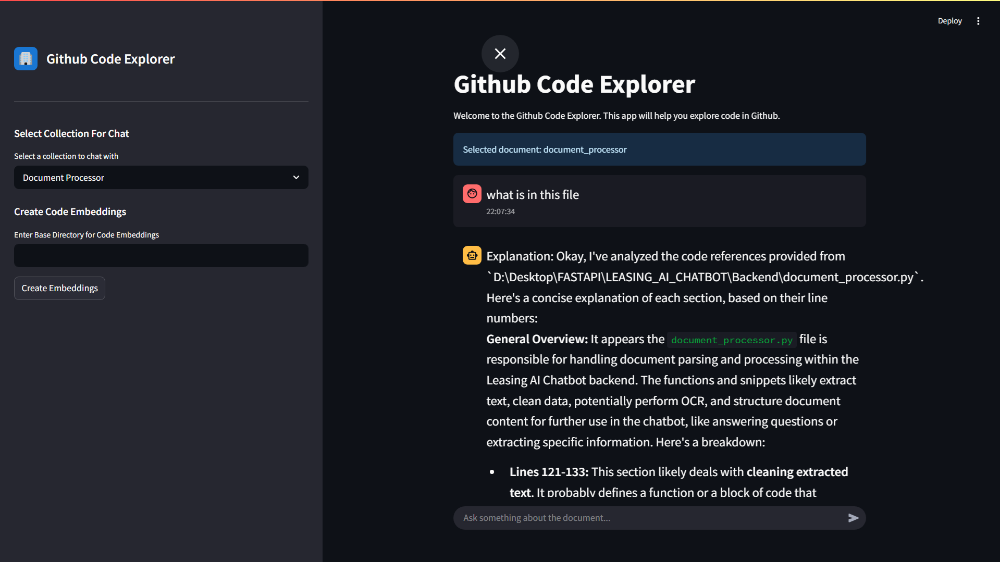 Deploy
Github Code Explorer
Select Collection For Chat
Select a collection to chat with
Document Processor
Create Code Embeddings
Enter Base Directory for Code Embeddings
Create Embeddings
Github Code Explorer
Welcome to the Github Code Explorer. This app will help you explore code in Github.
Selected document: document_processor
what is in this file
22:07:34
Explanation: Okay, I've analyzed the code references provided from
`D:\Desktop\FASTAPI\LEASING_AI_CHATBOT\Backend\document_processor.py`.
Here's a concise explanation of each section, based on their line
numbers:
General Overview: It appears the document_processor.py file is
responsible for handling document parsing and processing within the
Leasing AI Chatbot backend. The functions and snippets likely extract
text, clean data, potentially perform OCR, and structure document
content for further use in the chatbot, like answering questions or
extracting specific information. Here's a breakdown:
• Lines 121-133: This section likely deals with cleaning extracted
text. It probably defines a function or a block of code that
Ask something about the document...